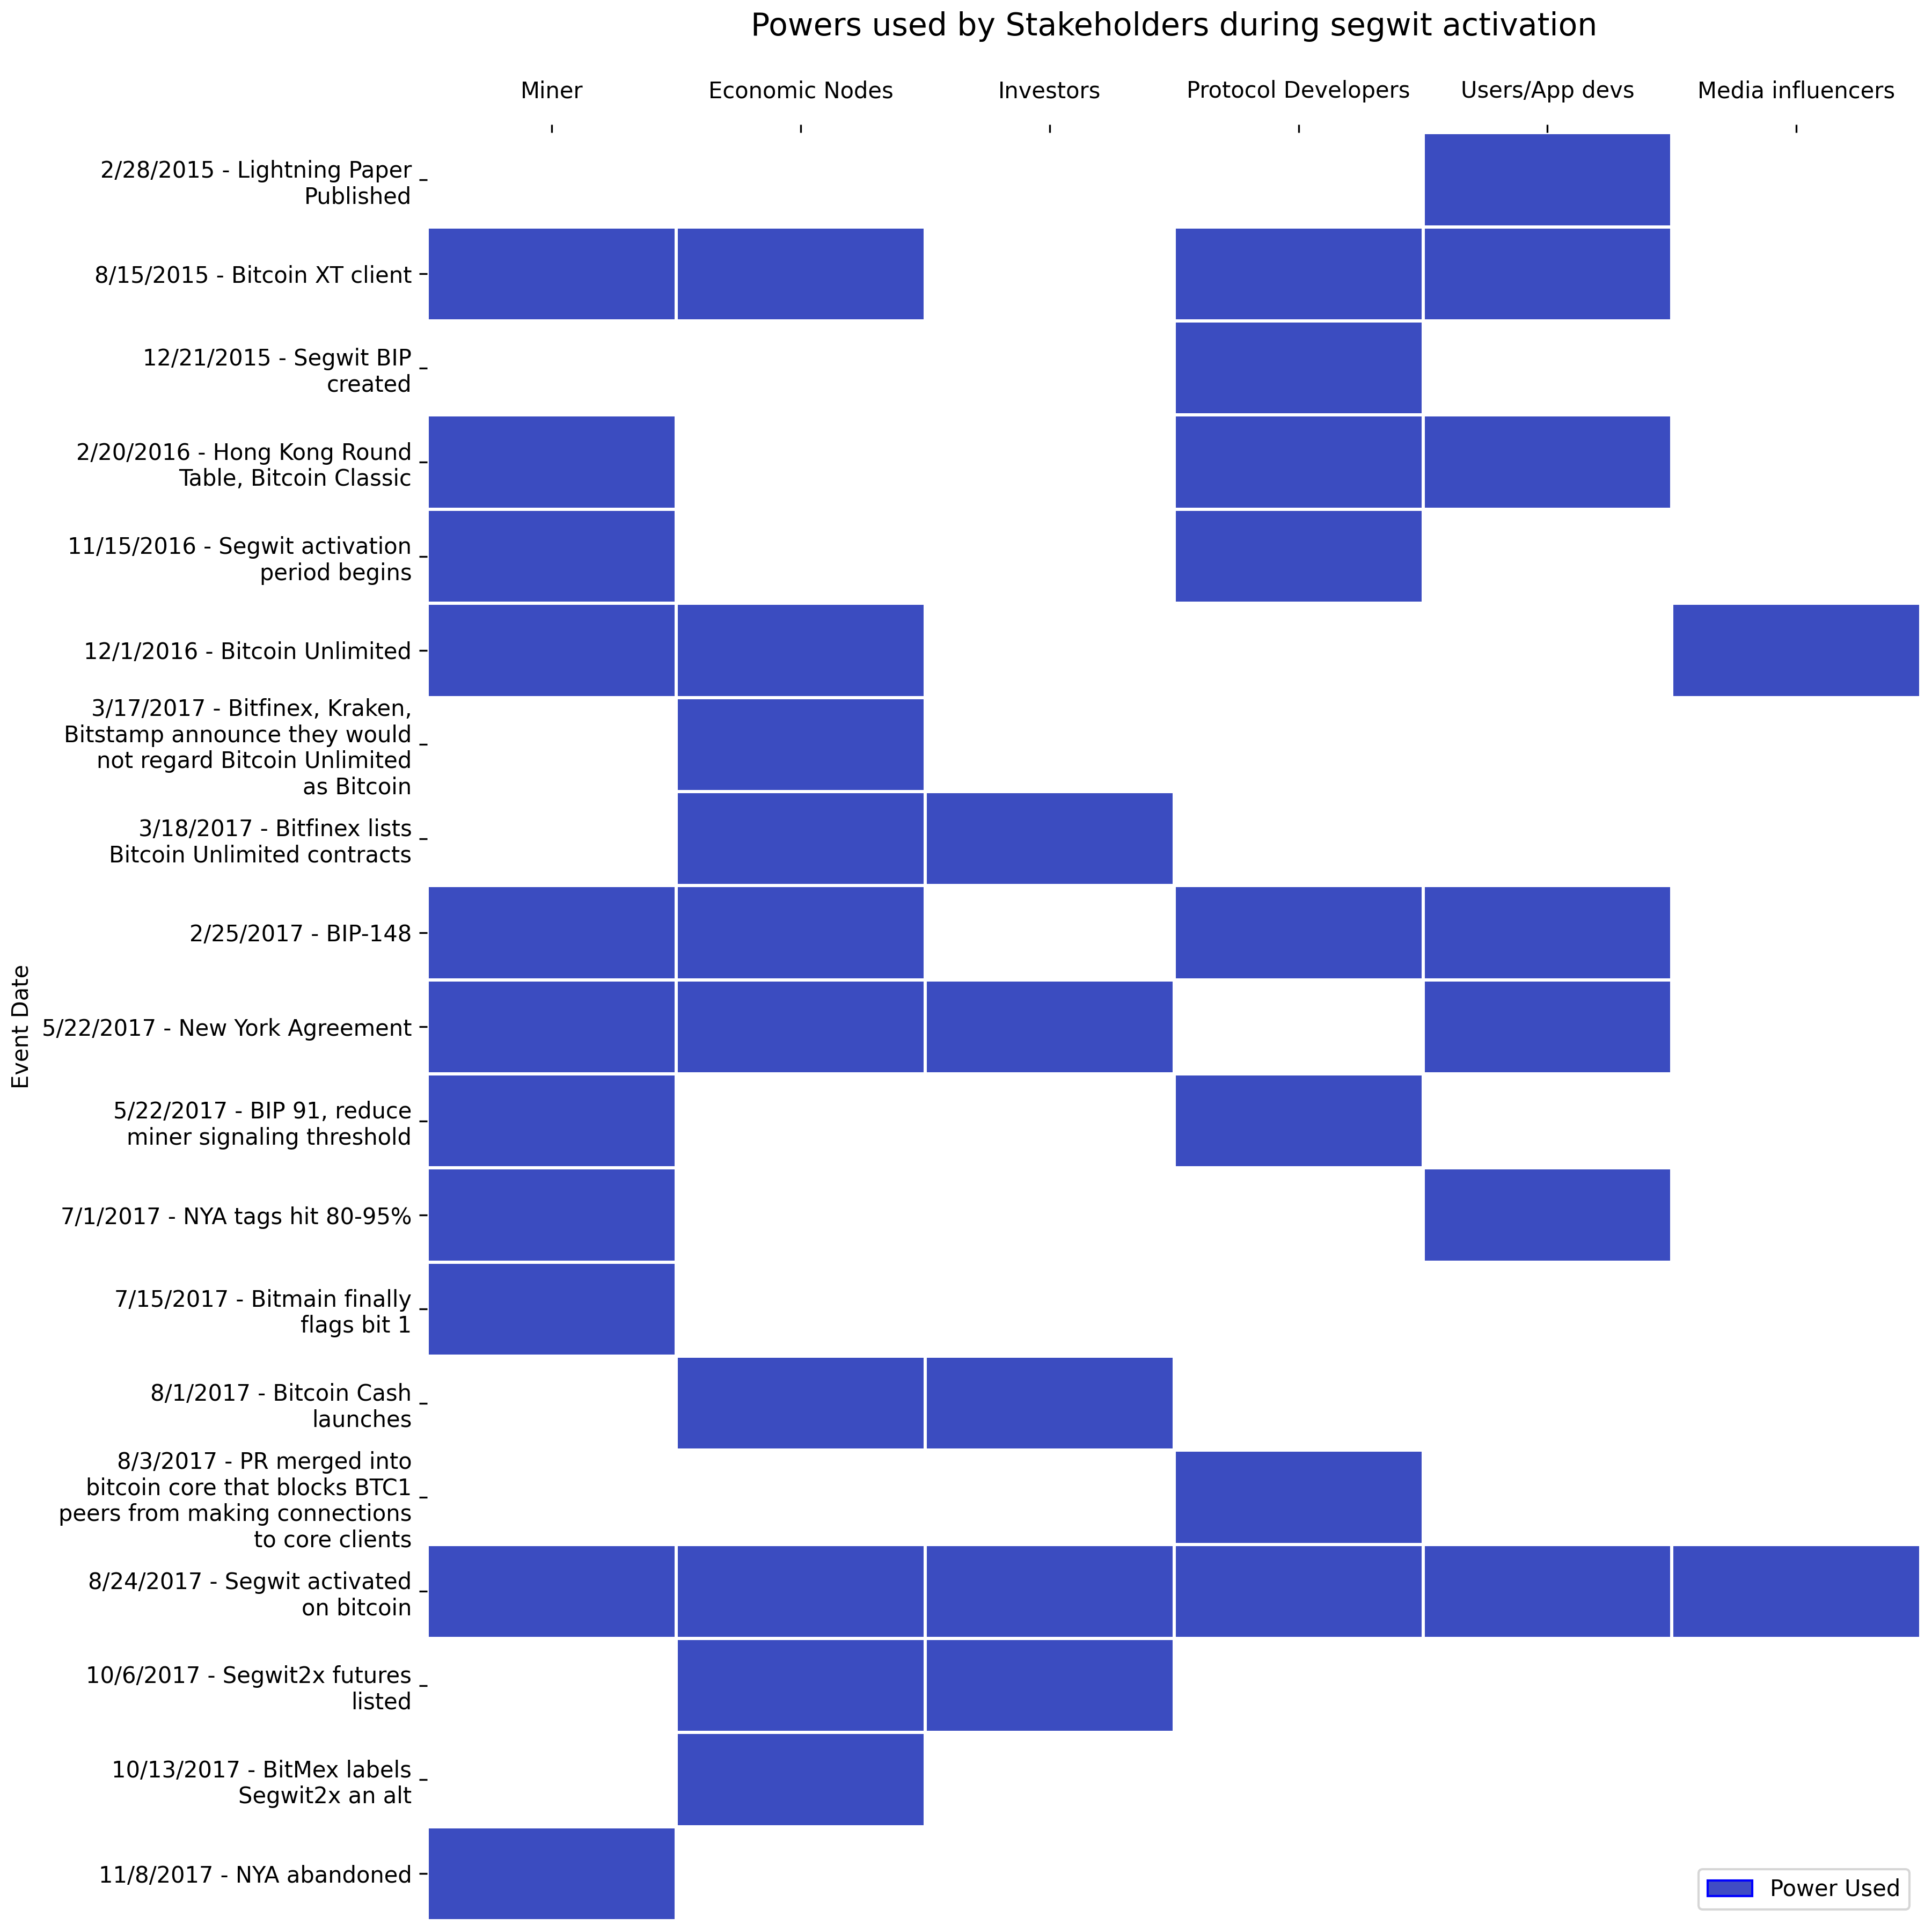 Powers used by Stakeholders during segwit activation
Miner
Economic Nodes
Investors
Protocol Developers
Users/App devs
Media influencers
Event Date
2/28/2015 - Lightning Paper
Published
8/15/2015 - Bitcoin XT client
12/21/2015 - Segwit BIP
created
2/20/2016 - Hong Kong Round
Table, Bitcoin Classic
11/15/2016 - Segwit activation
period begins
12/1/2016 - Bitcoin Unlimited
3/17/2017 - Bitfinex, Kraken,
Bitstamp announce they would
not regard Bitcoin Unlimited
as Bitcoin
3/18/2017 - Bitfinex lists
Bitcoin Unlimited contracts
2/25/2017 - BIP-148
5/22/2017 - New York Agreement
5/22/2017 - BIP 91, reduce
miner signaling threshold
7/1/2017 - NYA tags hit 80-95%
7/15/2017 - Bitmain finally
flags bit 1
8/1/2017 - Bitcoin Cash
launches
8/3/2017 - PR merged into
bitcoin core that blocks BTC1
peers from making connections
to core clients
8/24/2017 - Segwit activated
on bitcoin
10/6/2017 - Segwit2x futures
listed
10/13/2017 - BitMex labels
Segwit2x an alt
11/8/2017 - NYA abandoned
Power Used